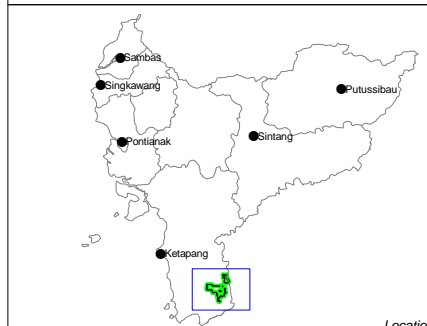 Sambas
Singkawang
Putussibau
Pontianak
Sintang
Ketapang
Locatio